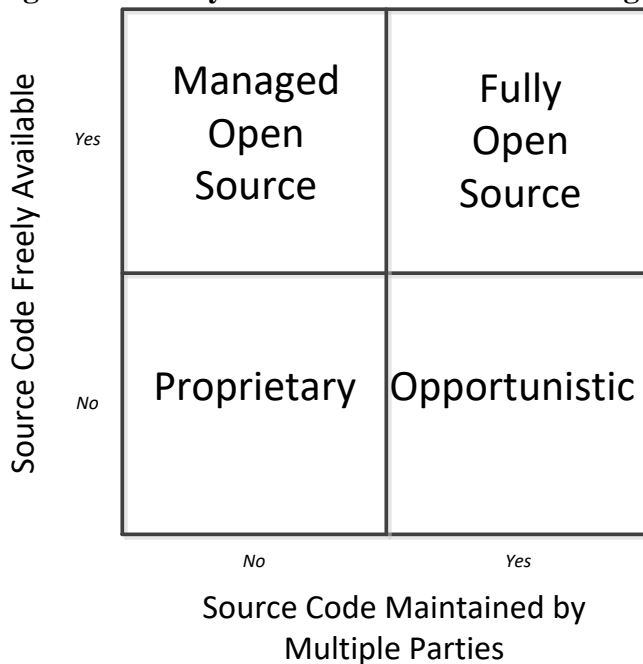 Managed
Open
Source
Fully
Open
Source
Source Code Freely Available
Yes
Proprietary
Opportunistic
No
No
Yes
Source Code Maintained by
Multiple Parties